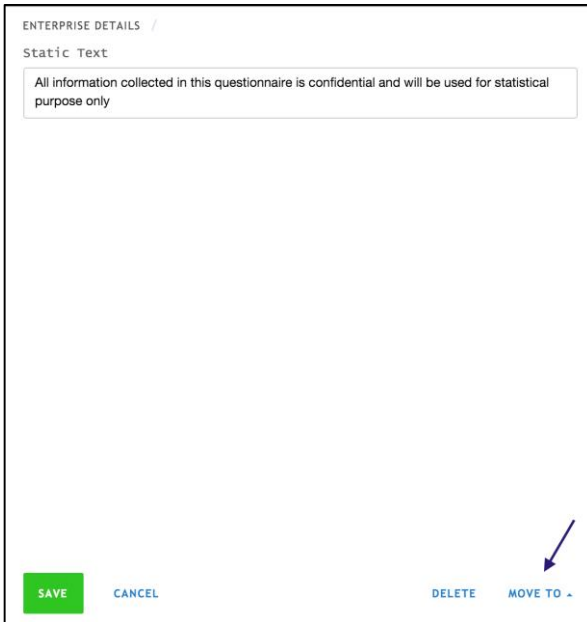 ENTERPRISE DETAILS /
Static Text
All information collected in this questionnaire is confidential and will be used for statistical
purpose only
SAVE CANCEL DELETE MOVE TO